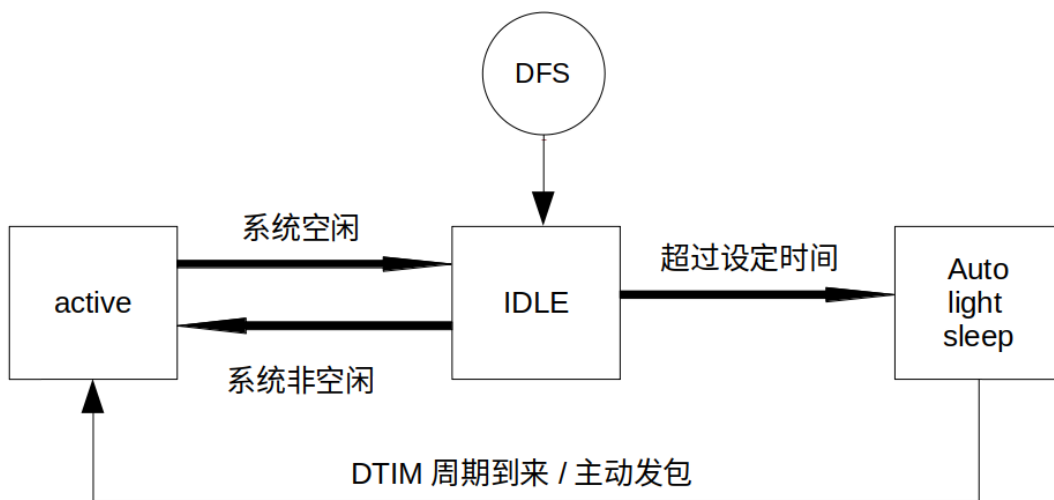 DFS
系统空闲
超过设定时间
active
IDLE
Auto
light
sleep
系统非空闲
DTIM 周期到来 / 主动发包